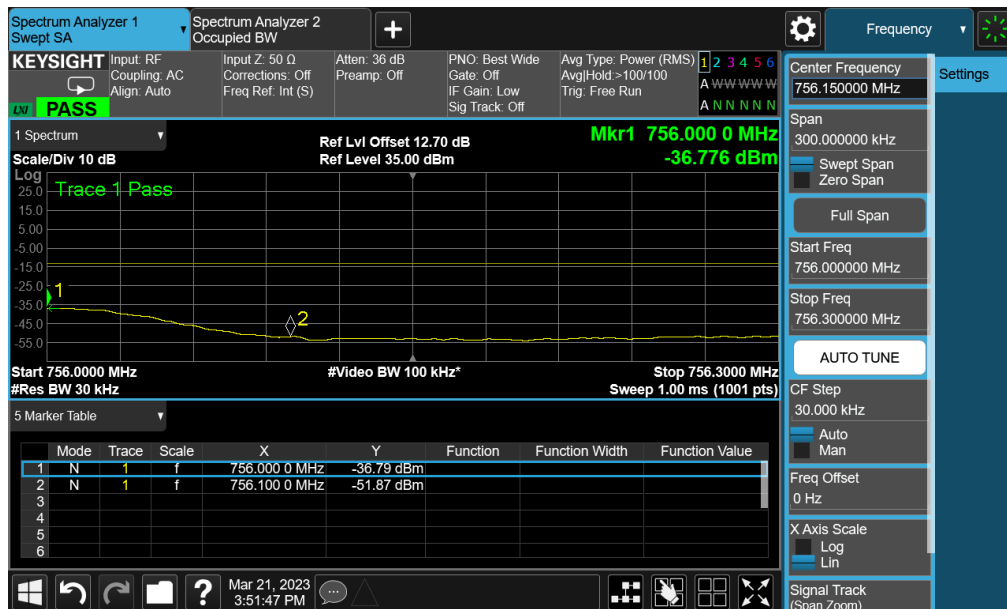 Spectrum Analyzer 1
Swept SA
Spectrum Analyzer 2
Occupied BW
Frequency
KEYSIGHT
LXI
PASS
Input: RF
Coupling: AC
Align: Auto
Input Z: 50 Ω
Corrections: Off
Freq Ref: Int (S)
Atten: 36 dB
Preamp: Off
PNO: Best Wide
Gate: Off
IF Gain: Low
Sig Track: Off
Avg Type: Power (RMS)
Avg|Hold:>100/100
Trig: Free Run
1 2 3 4 5 6
A W W W W W
A N N N N N
1 Spectrum
Scale/Div 10 dB
Ref Lvl Offset 12.70 dB
Ref Level 35.00 dBm
Mkr1 756.000 0 MHz
-36.776 dBm
Log
Trace 1 Pass
25.0
15.0
5.00
-5.00
-15.0
-25.0
-35.0
-45.0
-55.0
1
2
Start 756.0000 MHz
#Res BW 30 kHz
#Video BW 100 kHz*
Stop 756.3000 MHz
Sweep 1.00 ms (1001 pts)
5 Marker Table
Mode Trace Scale X Y Function Function Width Function Value
1 N 1 f 756.000 0 MHz -36.79 dBm
2 N 1 f 756.100 0 MHz -51.87 dBm
3
4
5
6
?
Mar 21, 2023
3:51:47 PM
Center Frequency
756.150000 MHz
Span
300.000000 kHz
Swept Span
Zero Span
Full Span
Start Freq
756.000000 MHz
Stop Freq
756.300000 MHz
AUTO TUNE
CF Step
30.000 kHz
Auto
Man
Freq Offset
0 Hz
X Axis Scale
Log
Lin
Signal Track
(Span Zoom)
Settings